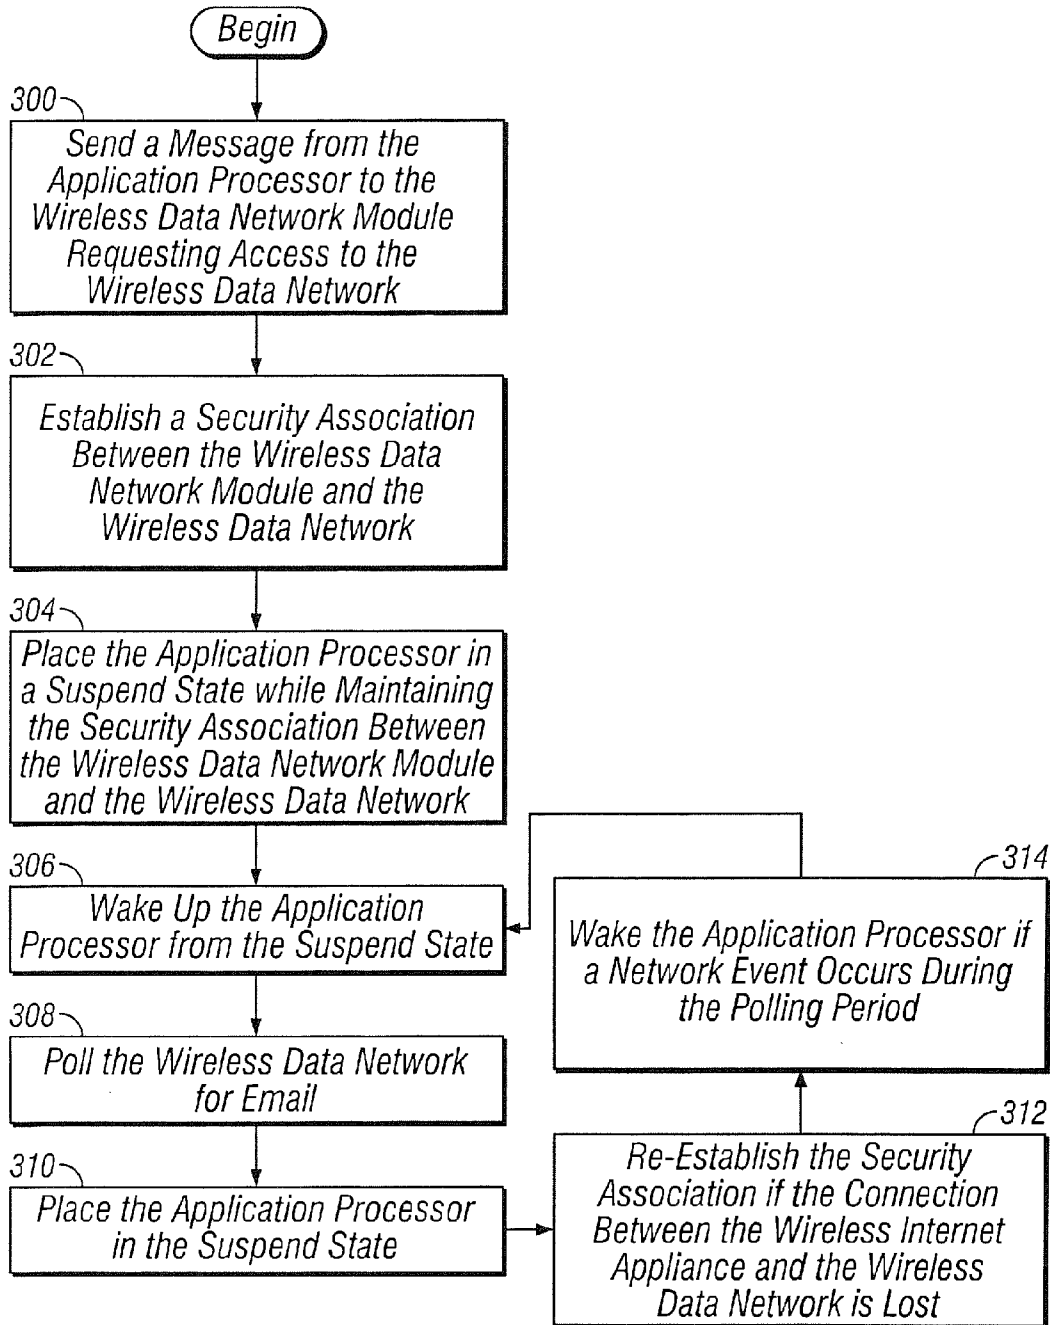 Begin
300
Send a Message from the
Application Processor to the
Wireless Data Network Module
Requesting Access to the
Wireless Data Network
302
Establish a Security Association
Between the Wireless Data
Network Module and the
Wireless Data Network
304
Place the Application Processor in
a Suspend State while Maintaining
the Security Association Between
the Wireless Data Network Module
and the Wireless Data Network
306
Wake Up the Application
Processor from the Suspend State
308
Poll the Wireless Data Network
for Email
310
Place the Application Processor
in the Suspend State
312
Re-Establish the Security
Association if the Connection
Between the Wireless Internet
Appliance and the Wireless
Data Network is Lost
314
Wake the Application Processor if
a Network Event Occurs During
the Polling Period